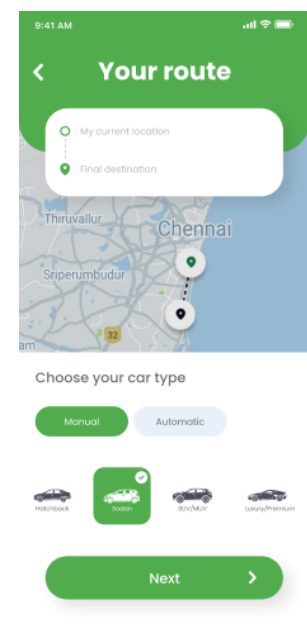 9:41 AM
Your route
My current location
Final destination
Thiruvallur
Chennai
Sriperumbudur
32
am
Choose your car type
Manual
Automatic
Hatchback
Sedan
SUV/MUV
Luxury/Premium
Next